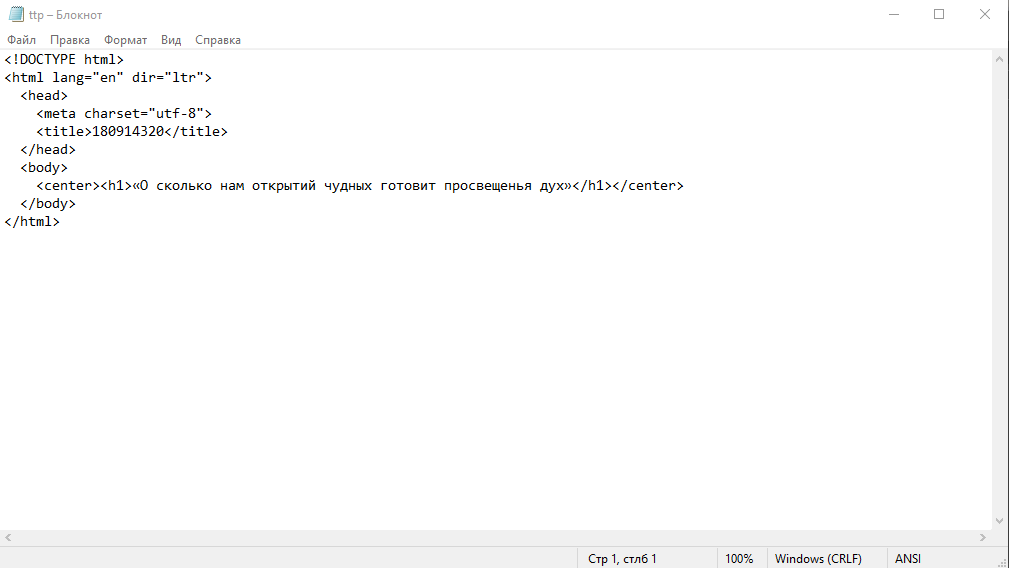 ttp – Блокнот
Файл Правка Формат Вид Справка
<!DOCTYPE html>
<html lang="en" dir="ltr">
  <head>
    <meta charset="utf-8">
    <title>180914320</title>
  </head>
  <body>
    <center><h1>«О сколько нам открытий чудных готовит просвещенья дух»</h1></center>
  </body>
</html>
Стр 1, стлб 1 100% Windows (CRLF) ANSI